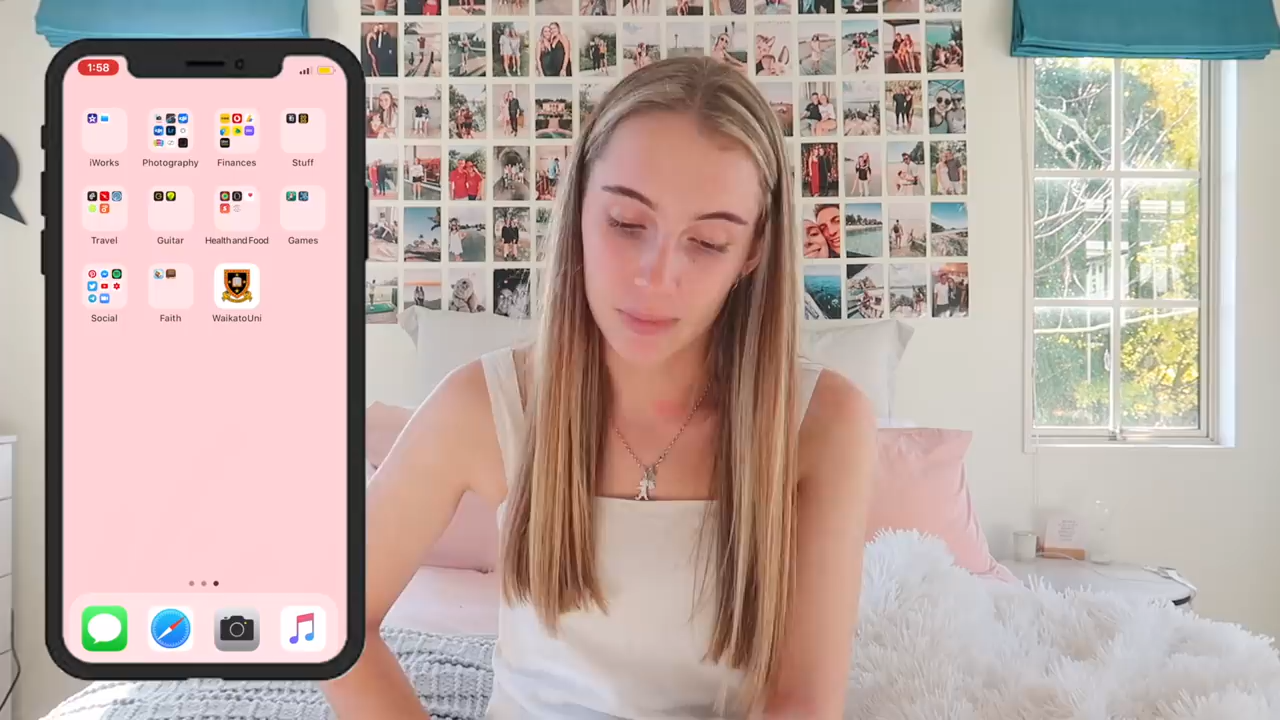 1:58
iWorks
Photography
Finances
Stuff
Travel
Guitar
Health and Food
Games
Social
Faith
WaikatoUni